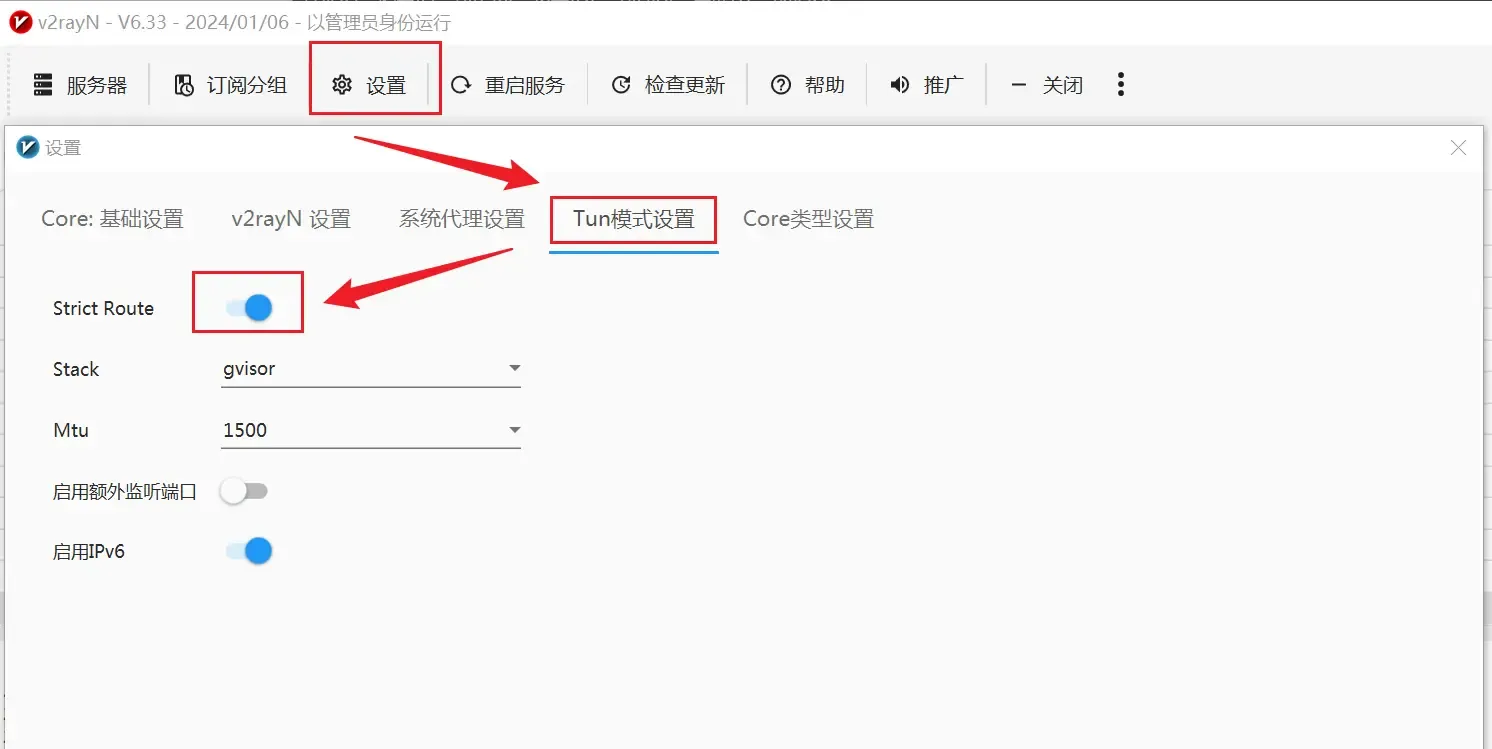 v2rayN - V6.33 - 2024/01/06 - 以管理员身份运行
服务器 订阅分组 设置 重启服务 检查更新 帮助 推广 关闭
设置
Core: 基础设置 v2rayN 设置 系统代理设置 Tun模式设置 Core类型设置
Strict Route
Stack gvisor
Mtu 1500
启用额外监听端口
启用IPv6